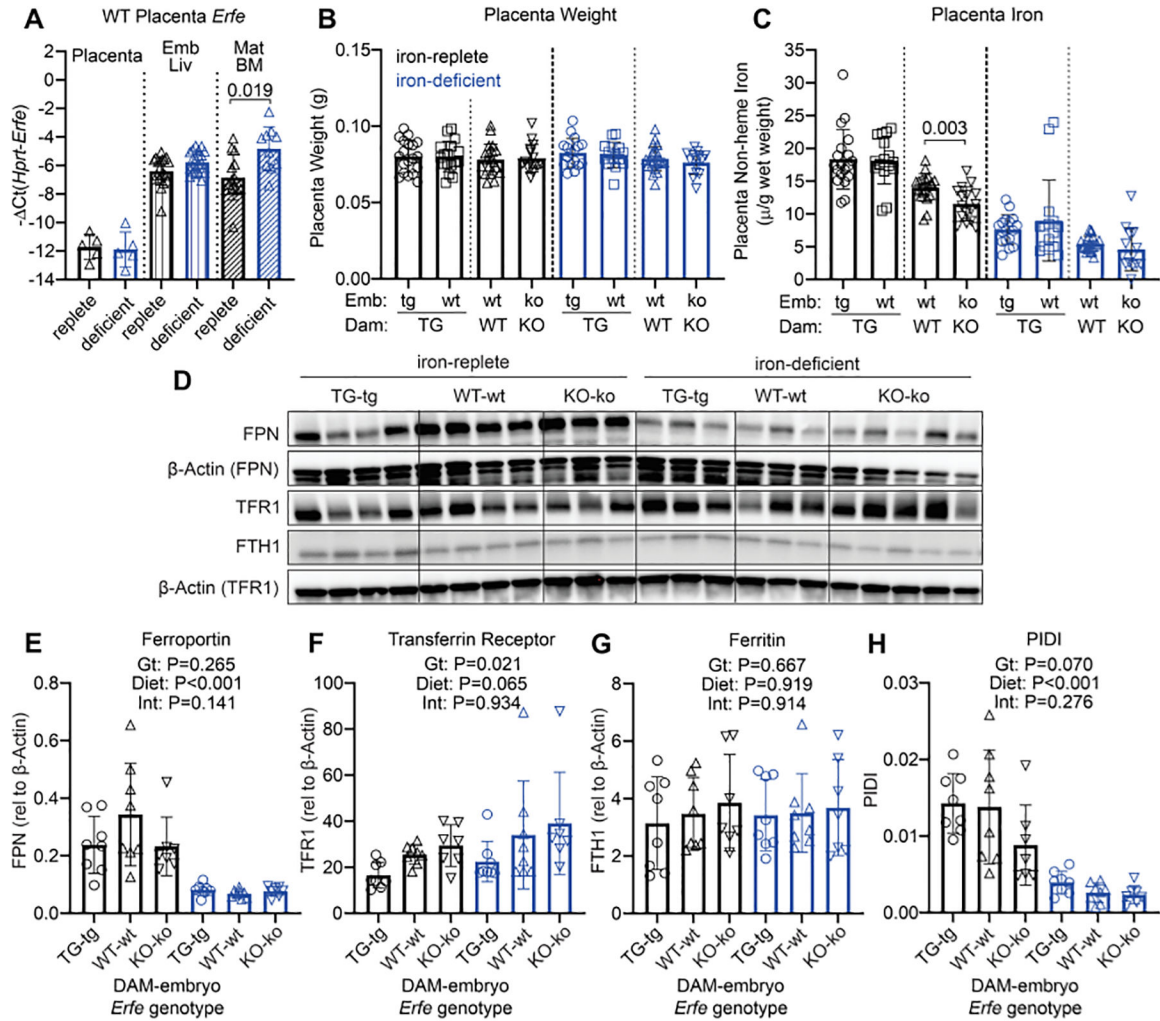 A
WT Placenta Erfe
Placenta
Emb
Liv
Mat
BM
0.019
-ΔCt(Hprt-Erfe)
2
0
-2
-4
-6
-8
-10
-12
-14
replete
deficient
replete
deficient
replete
deficient
B
Placenta Weight
iron-replete
iron-deficient
Placenta Weight (g)
0.15
0.10
0.05
0.00
Emb: tg wt wt ko tg wt wt ko
Dam: TG WT KO TG WT KO
C
Placenta Iron
0.003
Placenta Non-heme Iron
(μ/g wet weight)
35
30
25
20
15
10
5
0
Emb: tg wt wt ko tg wt wt ko
Dam: TG WT KO TG WT KO
D
iron-replete iron-deficient
TG-tg WT-wt KO-ko TG-tg WT-wt KO-ko
FPN
β-Actin (FPN)
TFR1
FTH1
β-Actin (TFR1)
E
Ferroportin
Gt: P=0.265
Diet: P<0.001
Int: P=0.141
FPN (rel to β-Actin)
0.8
0.6
0.4
0.2
0.0
TG-tg
WT-wt
KO-ko
TG-tg
WT-wt
KO-ko
DAM-embryo
Erfe genotype
F
Transferrin Receptor
Gt: P=0.021
Diet: P=0.065
Int: P=0.934
TFR1 (rel to β-Actin)
100
80
60
40
20
0
TG-tg
WT-wt
KO-ko
TG-tg
WT-wt
KO-ko
DAM-embryo
Erfe genotype
G
Ferritin
Gt: P=0.667
Diet: P=0.919
Int: P=0.914
FTH1 (rel to β-Actin)
8
6
4
2
0
TG-tg
WT-wt
KO-ko
TG-tg
WT-wt
KO-ko
DAM-embryo
Erfe genotype
H
PIDI
Gt: P=0.070
Diet: P<0.001
Int: P=0.276
PIDI
0.03
0.02
0.01
0.00
TG-tg
WT-wt
KO-ko
TG-tg
WT-wt
KO-ko
DAM-embryo
Erfe genotype